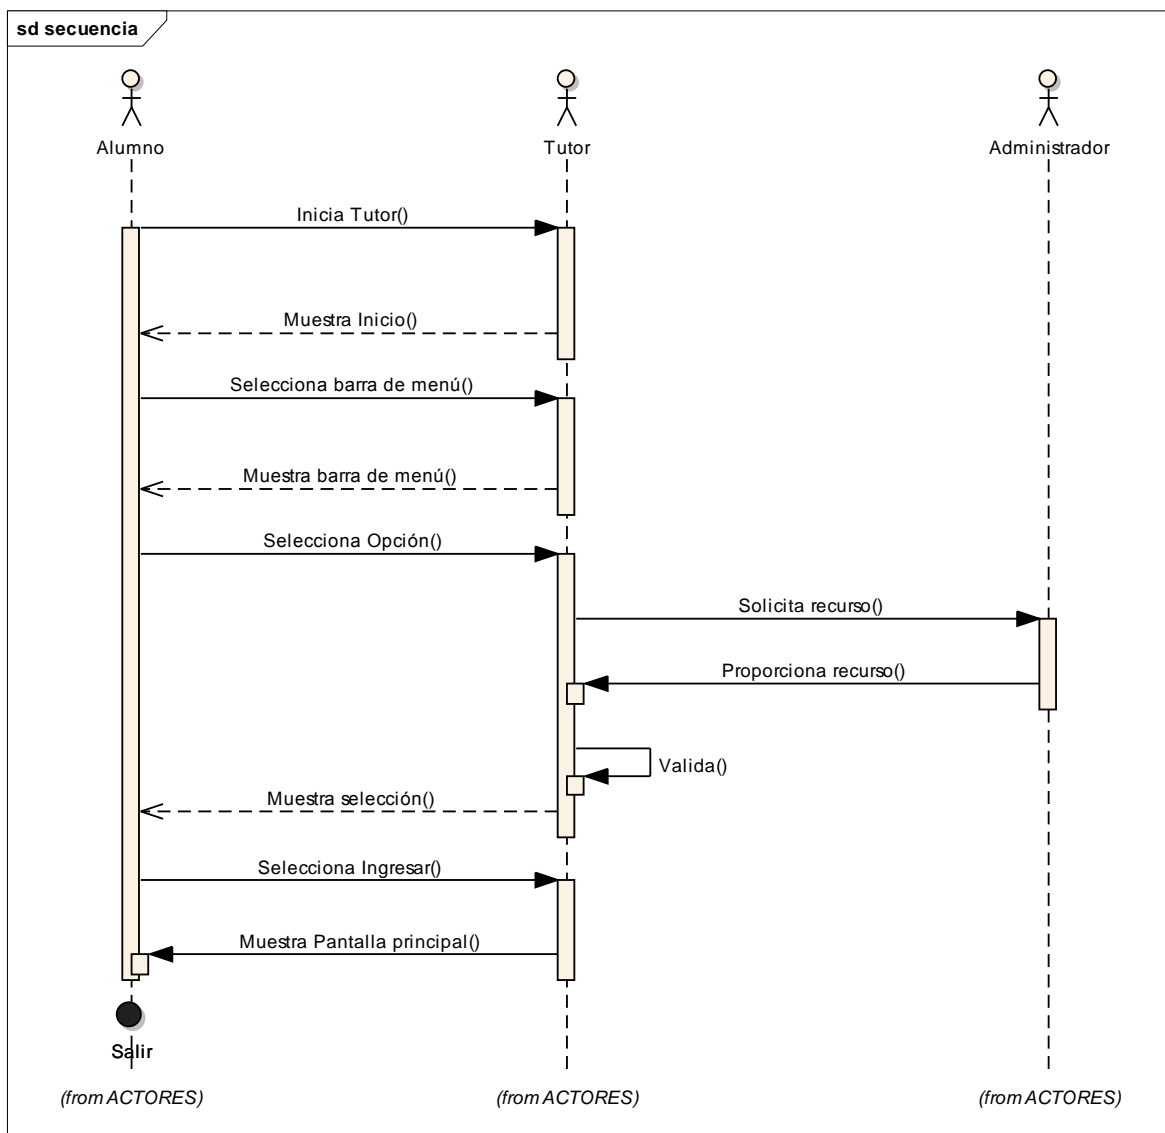 sd secuencia
Alumno
Tutor
Administrador
Inicia Tutor()
Muestra Inicio()
Selecciona barra de menú()
Muestra barra de menú()
Selecciona Opción()
Solicita recurso()
Proporciona recurso()
Valida()
Muestra selección()
Selecciona Ingresar()
Muestra Pantalla principal()
Salir
(from ACTORES)
(from ACTORES)
(from ACTORES)